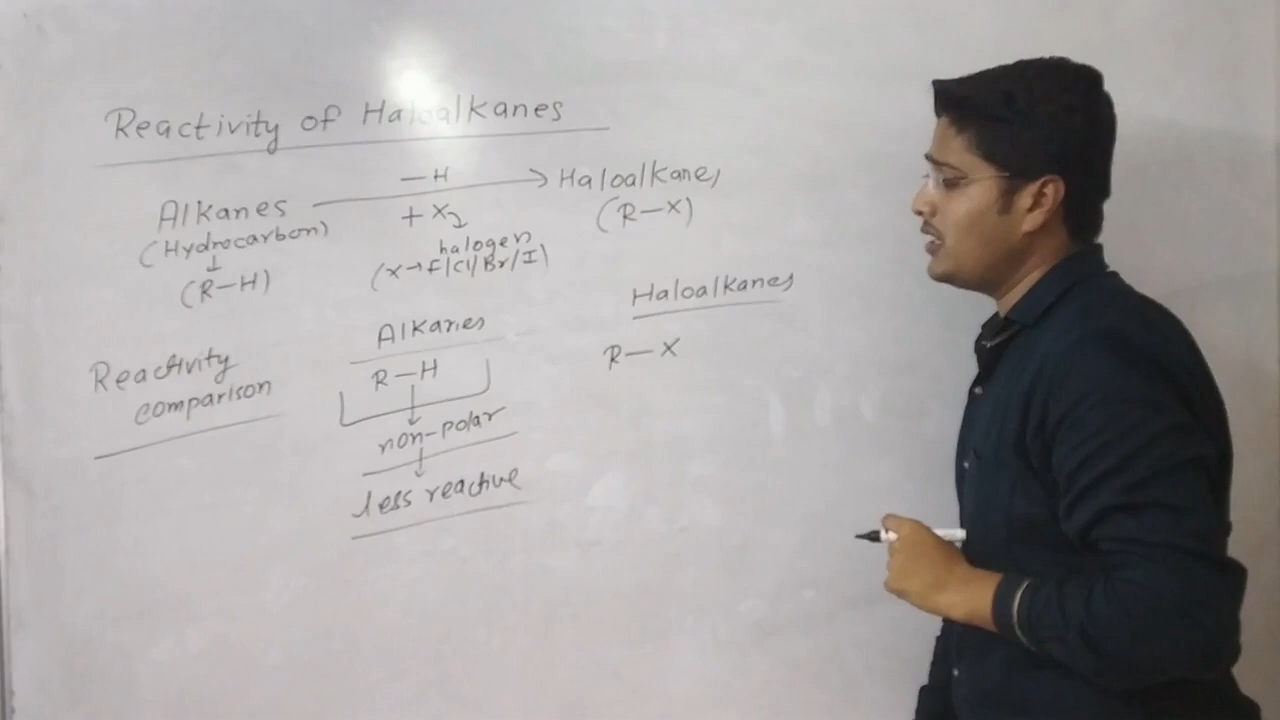 Reactivity of Haloalkanes
Alkanes — H → Haloalkanes
(Hydrocarbon) + X2 (R—X)
↓ halogen
(R—H) (X→F/Cl/Br/I)
Alkanes Haloalkanes
Reactivity R—H R—X
comparison ↓
non-polar
↓
less reactive